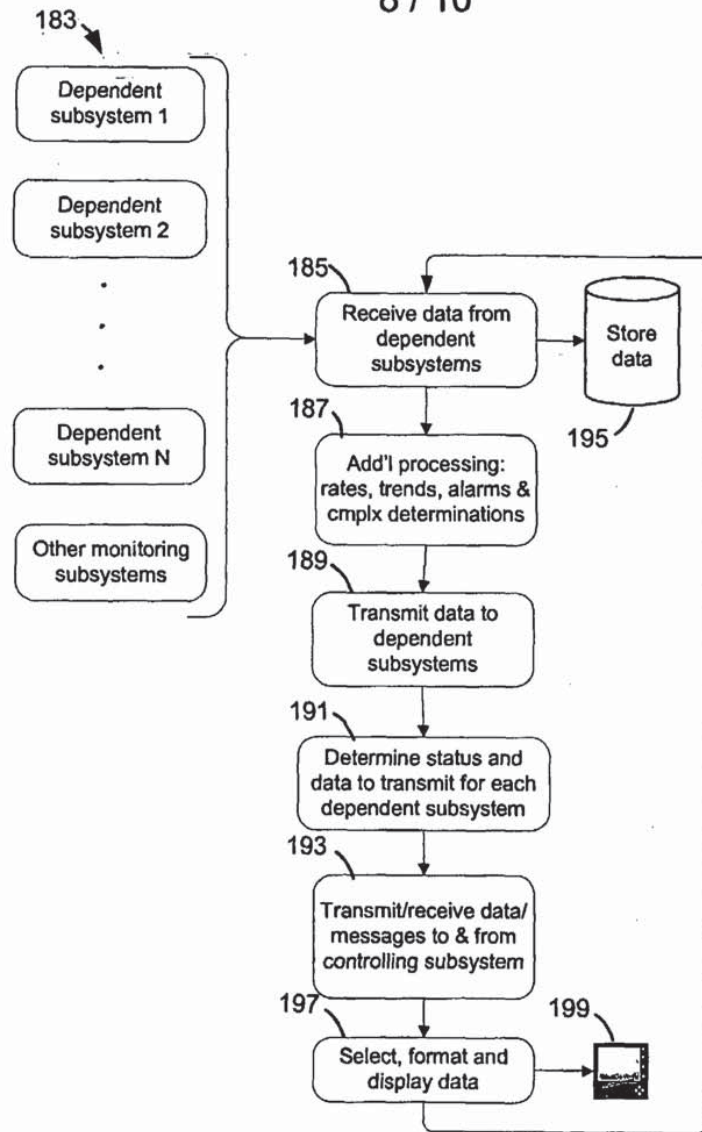 8 / 10
183
Dependent
subsystem 1
Dependent
subsystem 2
Dependent
subsystem N
Other monitoring
subsystems
185
Receive data from
dependent
subsystems
Store
data
195
187
Add'l processing:
rates, trends, alarms &
cmplx determinations
189
Transmit data to
dependent
subsystems
191
Determine status and
data to transmit for each
dependent subsystem
193
Transmit/receive data/
messages to & from
controlling subsystem
197
Select, format and
display data
199